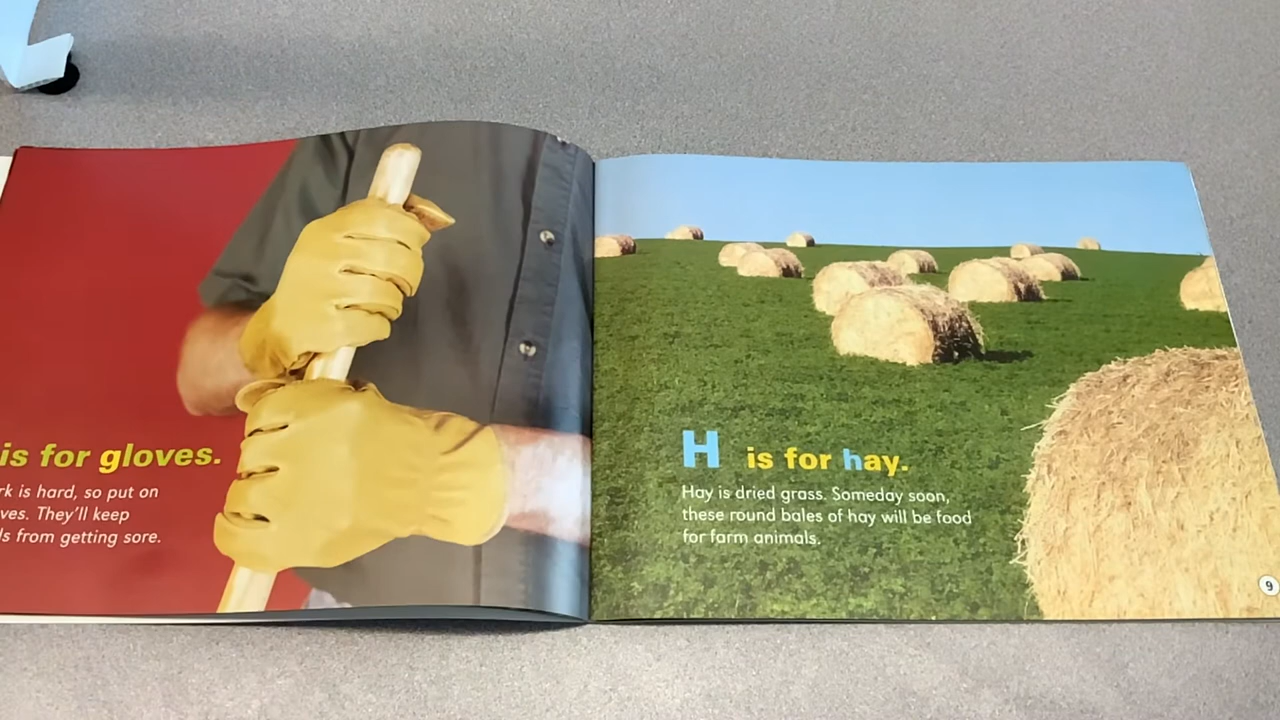 is for gloves.
rk is hard, so put on
ves. They'll keep
ls from getting sore.
H is for hay.
Hay is dried grass. Someday soon,
these round bales of hay will be food
for farm animals.
9